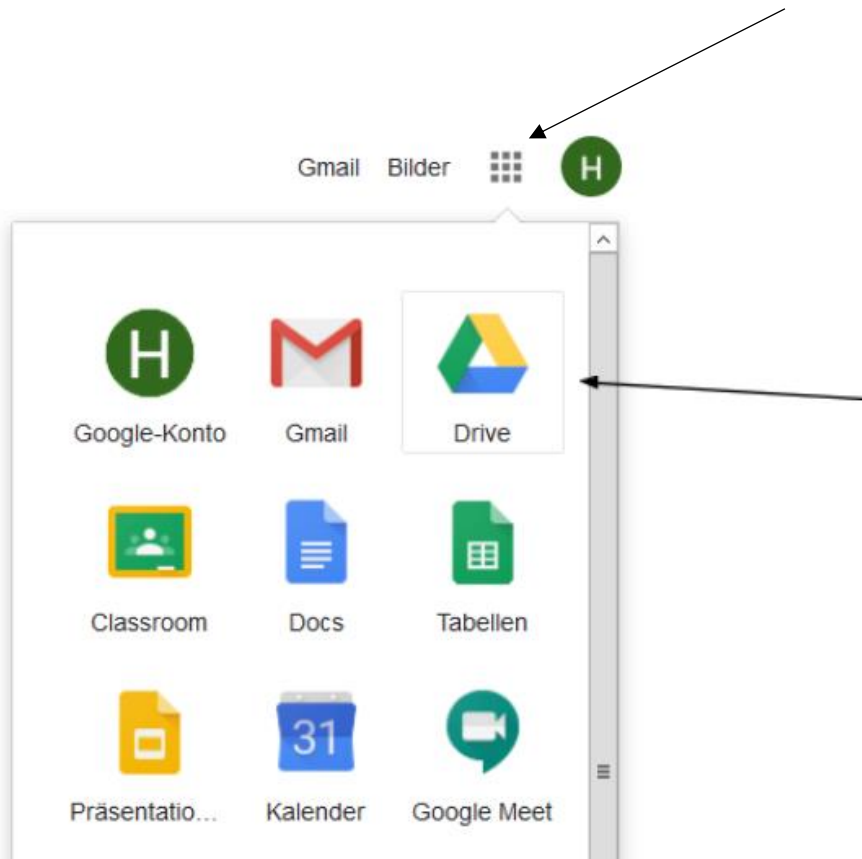 Gmail Bilder H
H
Google-Konto Gmail Drive
Classroom Docs Tabellen
31
Präsentatio... Kalender Google Meet